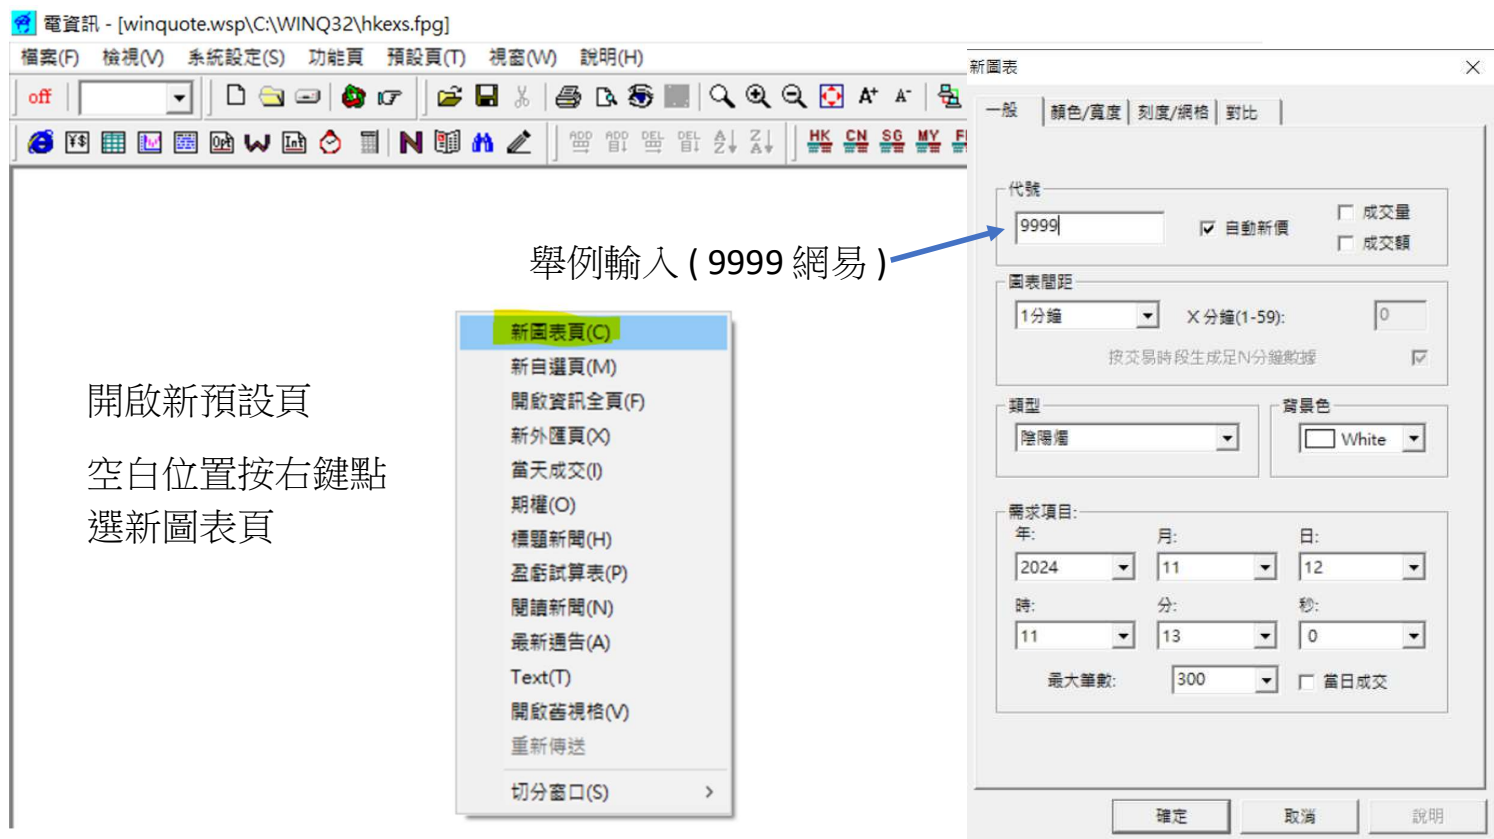 電資訊 - [winquote.wsp\C:\WINQ32\hkexs.fpg]
檔案(F) 檢視(V) 系統設定(S) 功能頁 預設頁(T) 視窗(W) 說明(H)
off
A+ A-
¥$ Opt Int N ADD ADD DEL DEL A Z Z A HK CN SG MY
開啟新預設頁
空白位置按右鍵點
選新圖表頁
舉例輸入 ( 9999 網易 )
新圖表頁(C)
新自選頁(M)
開啟資訊全頁(F)
新外匯頁(X)
當天成交(I)
期權(O)
標題新聞(H)
盈虧試算表(P)
閱讀新聞(N)
最新通告(A)
Text(T)
開啟舊視格(V)
重新傳送
切分窗口(S)
新圖表
一般 顏色/寬度 刻度/網格 對比
代號
9999 自動新價 成交量
成交額
圖表間距
1分鐘 X 分鐘(1-59): 0
按交易時段生成足N分鐘數據
類型 背景色
陰陽燭 White
需求項目:
年: 月: 日:
2024 11 12
時: 分: 秒:
11 13 0
最大筆數: 300 當日成交
確定 取消 說明